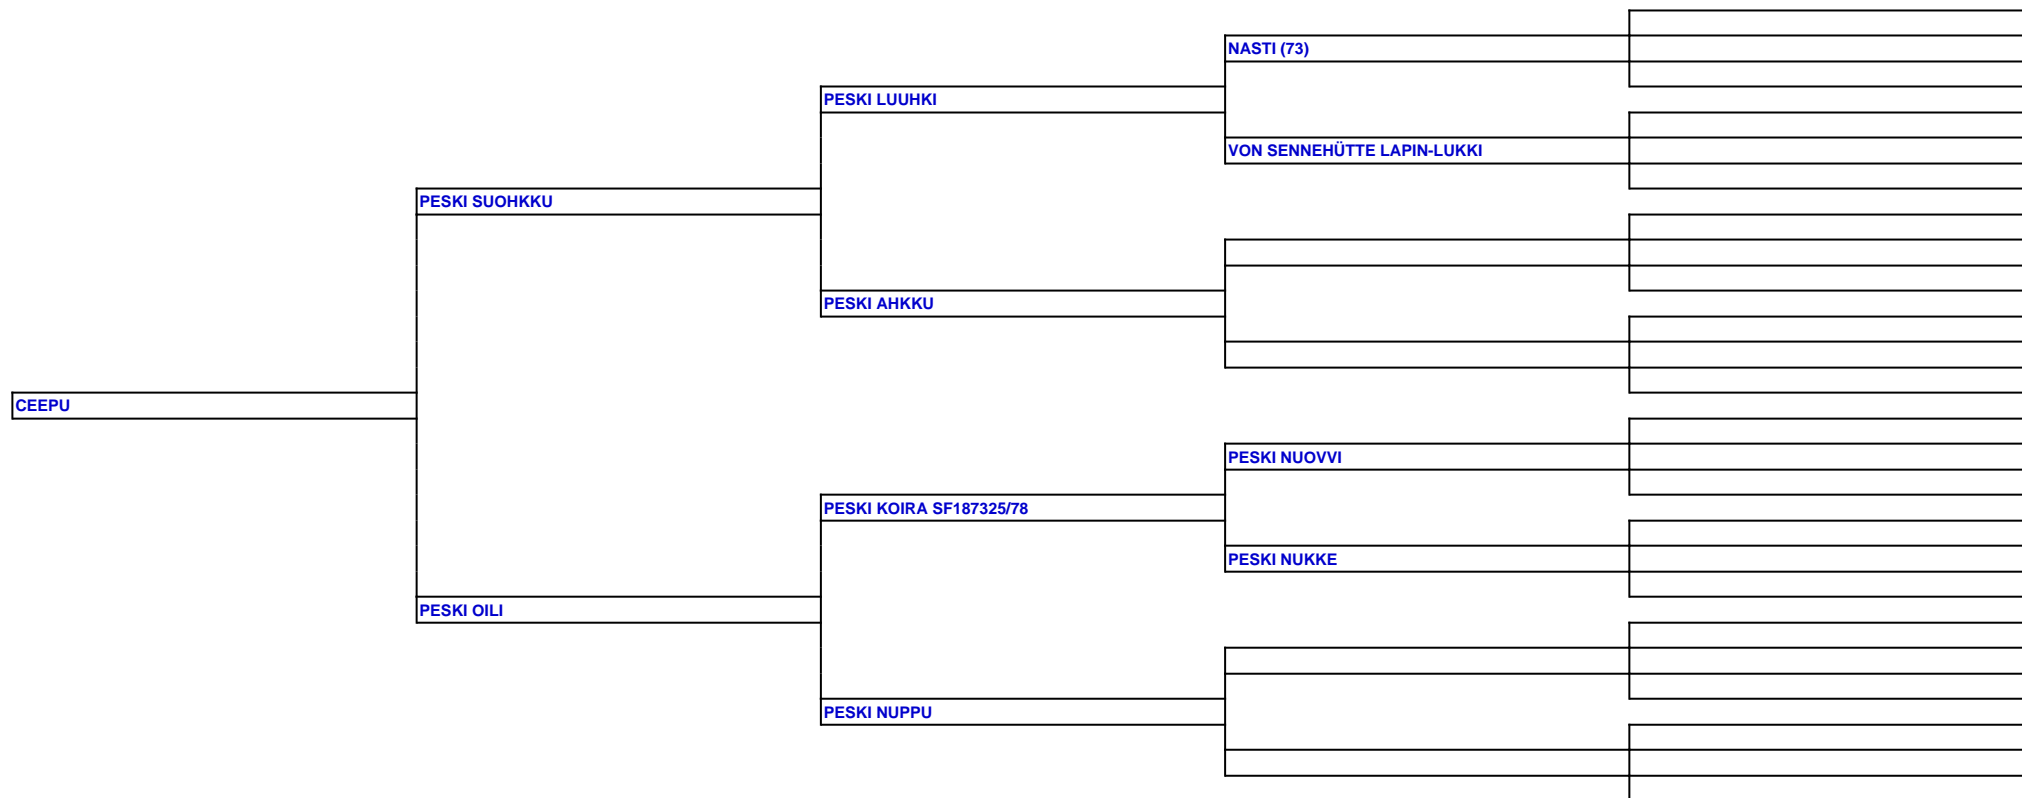 NASTI (73)
PESKI LUUHKI
VON SENNEHÜTTE LAPIN-LUKKI
PESKI SUOHKKU
PESKI AHKKU
CEEPU
PESKI NUOVVI
PESKI KOIRA SF187325/78
PESKI NUKKE
PESKI OILI
PESKI NUPPU